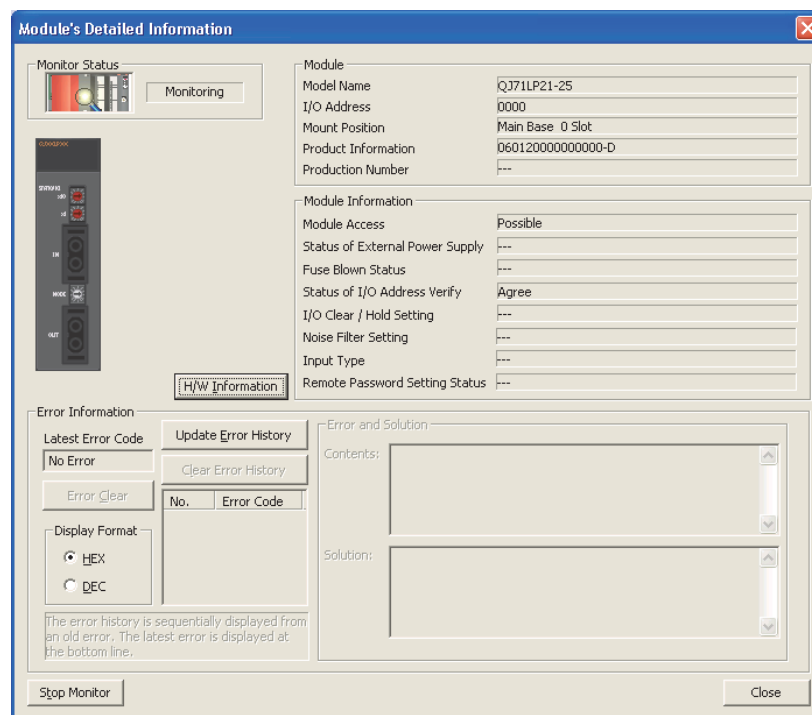 Module's Detailed Information
Monitor Status
Monitoring
Module
Model Name QJ71LP21-25
I/O Address 0000
Mount Position Main Base 0 Slot
Product Information 060120000000000-D
Production Number ---
Module Information
Module Access Possible
Status of External Power Supply ---
Fuse Blown Status ---
Status of I/O Address Verify Agree
I/O Clear / Hold Setting ---
Noise Filter Setting ---
Input Type ---
Remote Password Setting Status ---
IN
MODE
OUT
H/W Information
Error Information
Latest Error Code
No Error
Error Clear
Display Format
HEX
DEC
Update Error History
Clear Error History
No. Error Code
The error history is sequentially displayed from
an old error. The latest error is displayed at
the bottom line.
Error and Solution
Contents:
Solution:
Stop Monitor
Close